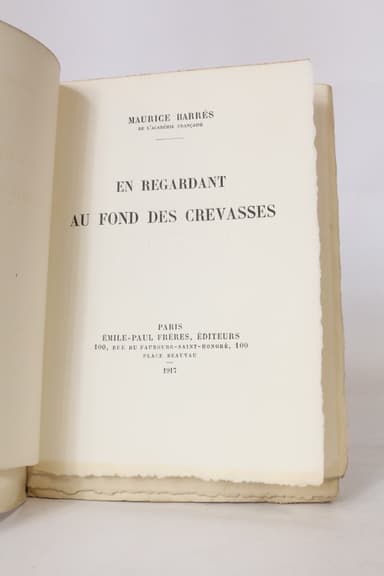 MAURICE BARRÈS
DE L'ACADÉMIE FRANÇAISE
EN REGARDANT
AU FOND DES CREVASSES
PARIS
ÉMILE-PAUL FRÈRES, ÉDITEURS
100, RUE DU FAUBOURG-SAINT-HONORÉ, 100
PLACE BEAUVAU
1917